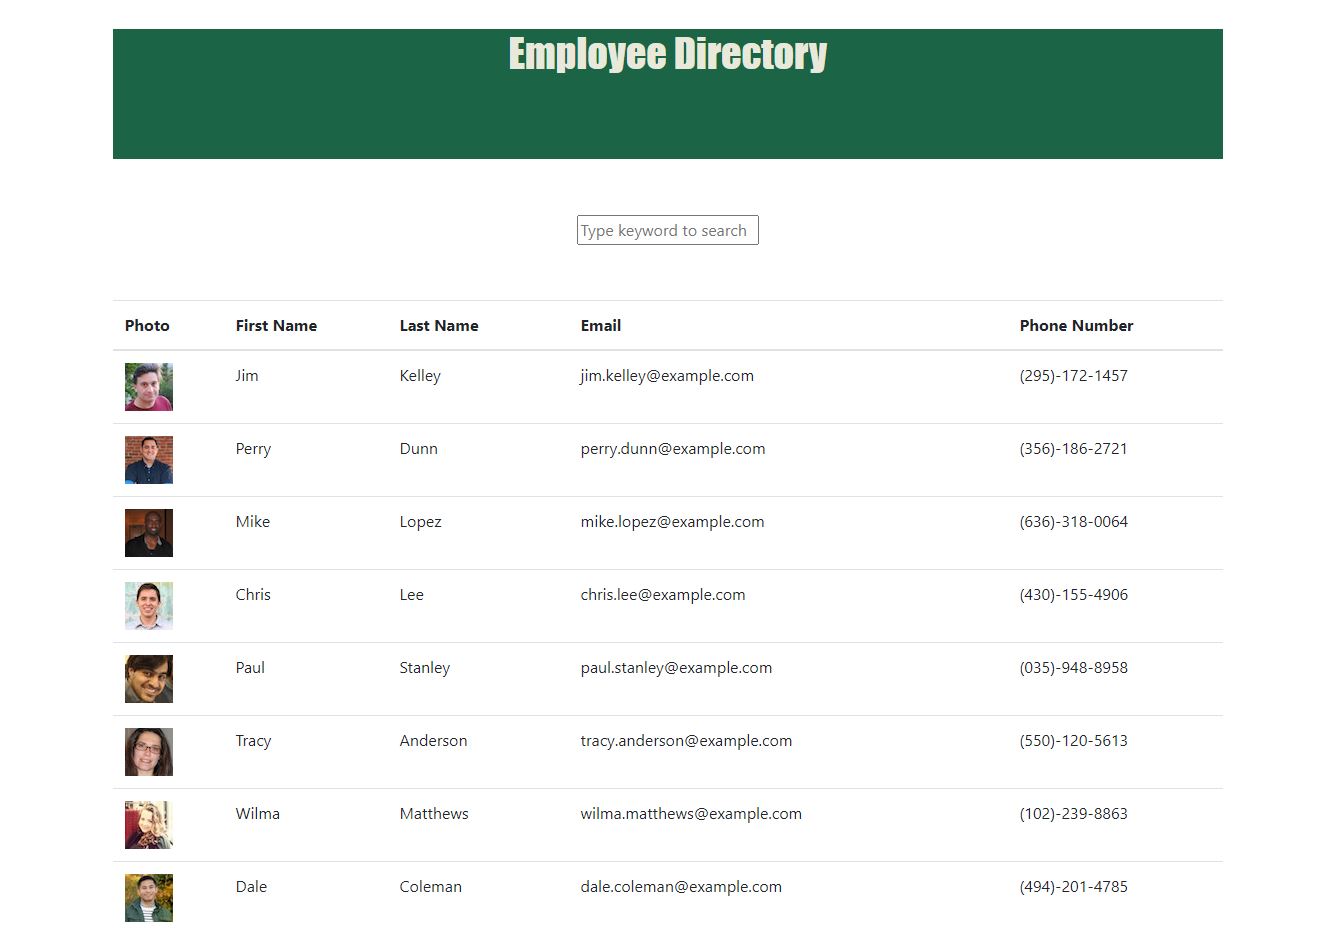 Employee Directory
Type keyword to search
Photo First Name Last Name Email Phone Number
Jim Kelley jim.kelley@example.com (295)-172-1457
Perry Dunn perry.dunn@example.com (356)-186-2721
Mike Lopez mike.lopez@example.com (636)-318-0064
Chris Lee chris.lee@example.com (430)-155-4906
Paul Stanley paul.stanley@example.com (035)-948-8958
Tracy Anderson tracy.anderson@example.com (550)-120-5613
Wilma Matthews wilma.matthews@example.com (102)-239-8863
Dale Coleman dale.coleman@example.com (494)-201-4785